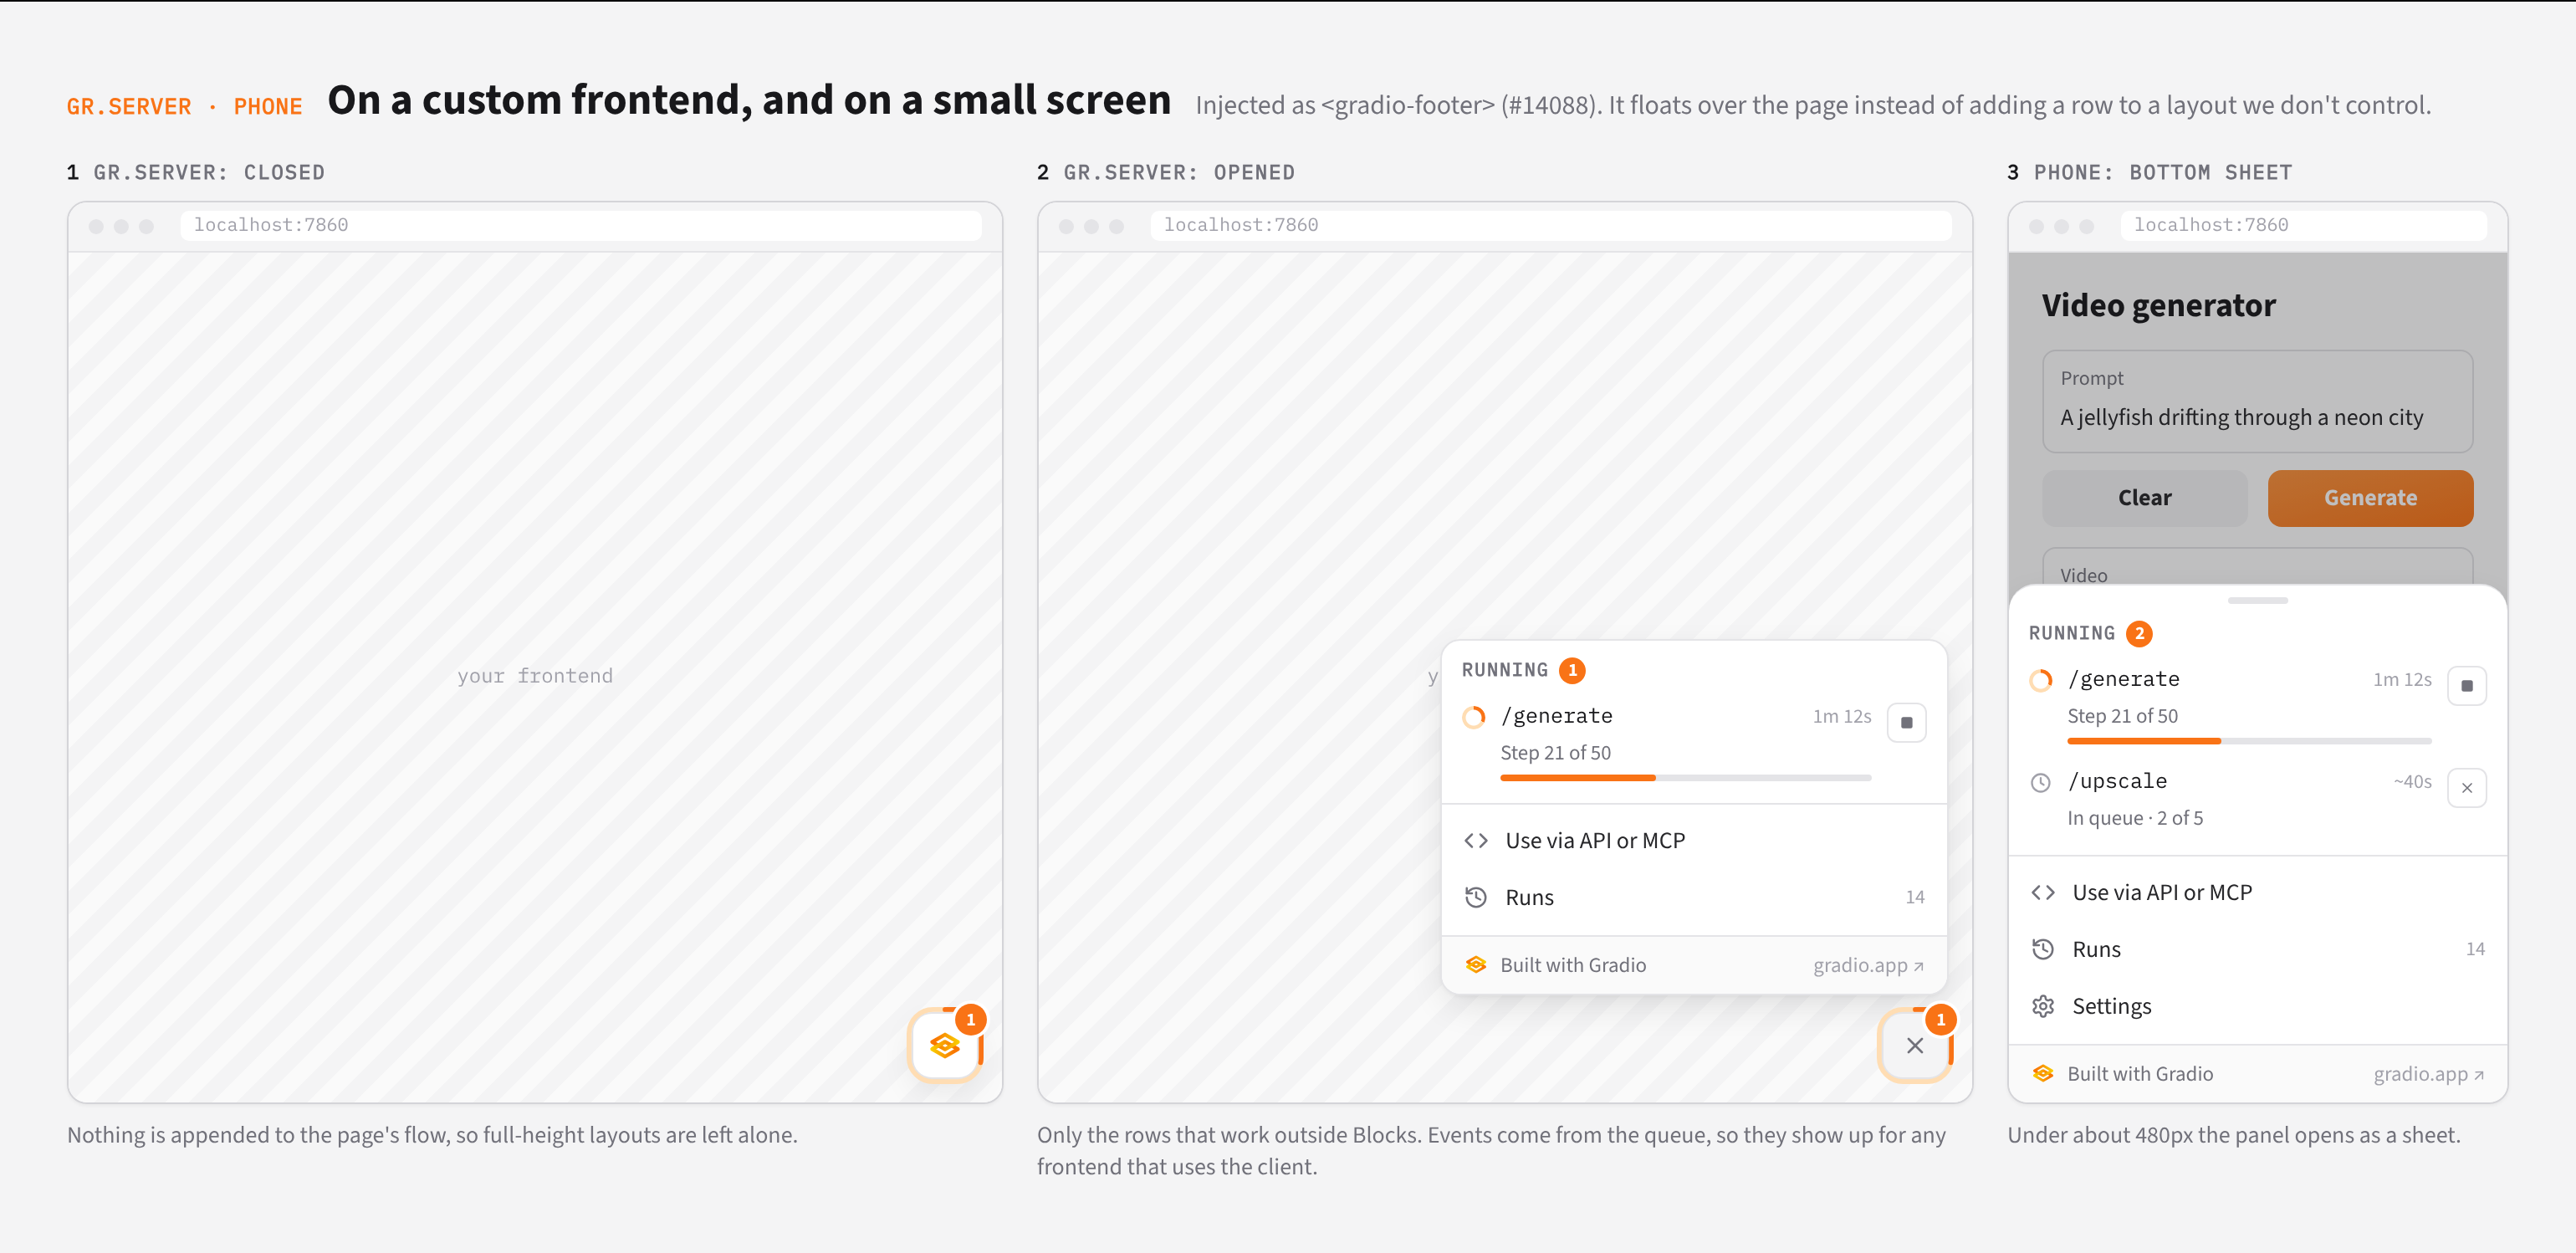 GR.SERVER · PHONE On a custom frontend, and on a small screen Injected as <gradio-footer> (#14088). It floats over the page instead of adding a row to a layout we don't control.
1 GR.SERVER: CLOSED
localhost:7860
your frontend
1
Nothing is appended to the page's flow, so full-height layouts are left alone.
2 GR.SERVER: OPENED
localhost:7860
y
RUNNING 1
/generate 1m 12s
Step 21 of 50
Use via API or MCP
Runs 14
Built with Gradio gradio.app ↗
1
Only the rows that work outside Blocks. Events come from the queue, so they show up for any
frontend that uses the client.
3 PHONE: BOTTOM SHEET
localhost:7860
Video generator
Prompt
A jellyfish drifting through a neon city
Clear Generate
Video
RUNNING 2
/generate 1m 12s
Step 21 of 50
/upscale ~40s
In queue · 2 of 5
Use via API or MCP
Runs 14
Settings
Built with Gradio gradio.app ↗
Under about 480px the panel opens as a sheet.